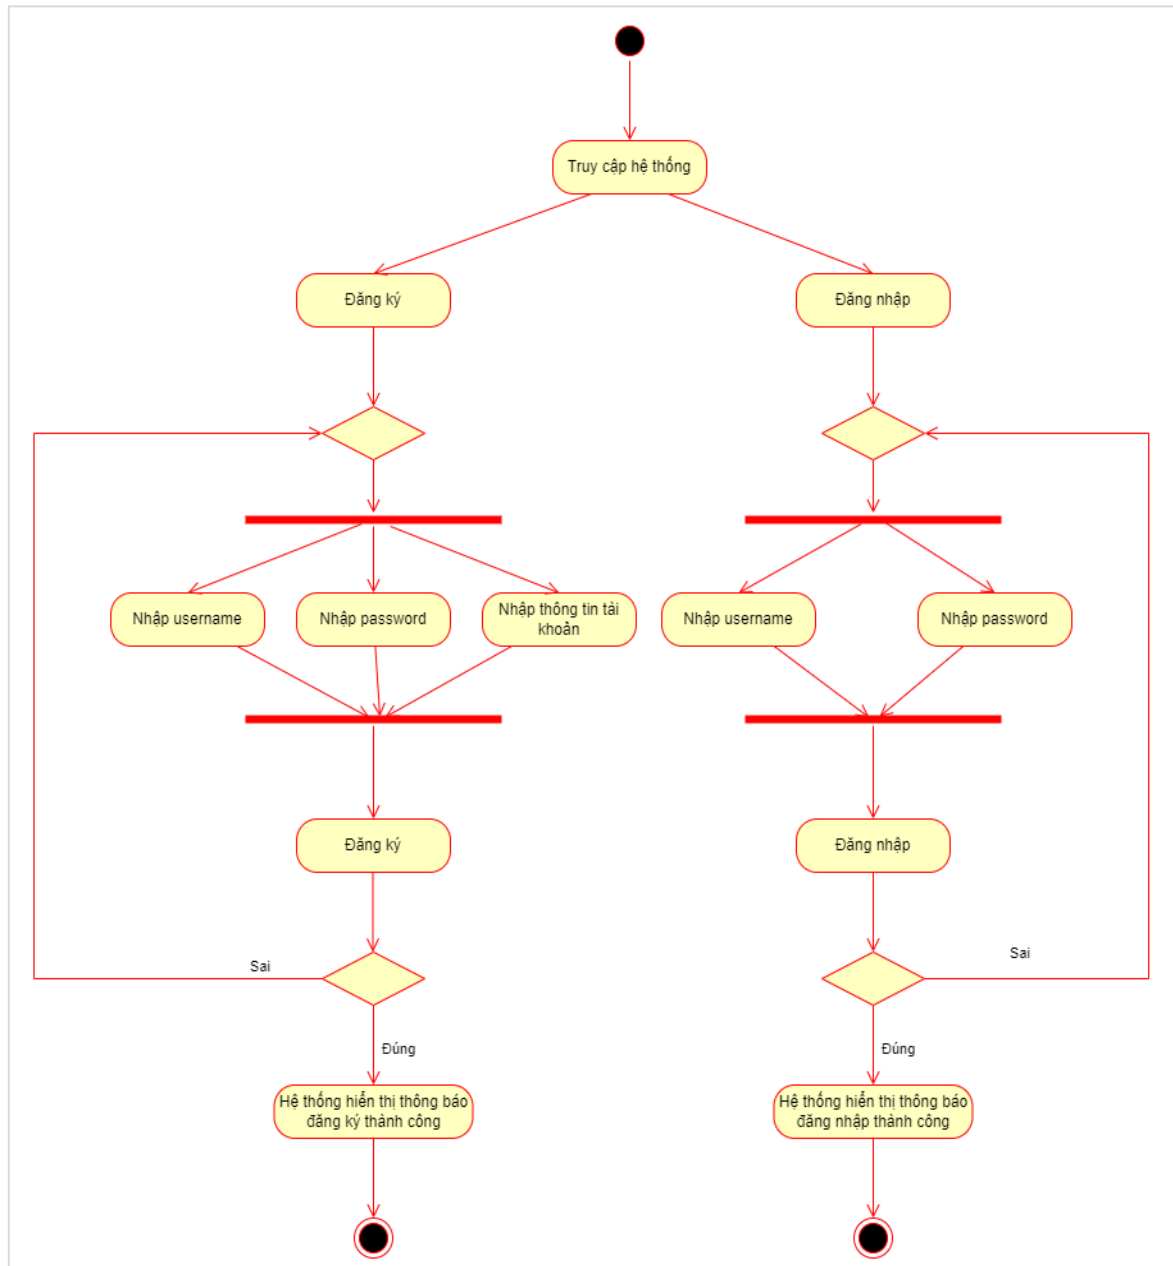 Truy cập hệ thống
Đăng ký
Đăng nhập
Nhập username
Nhập password
Nhập thông tin tài
khoản
Nhập username
Nhập password
Đăng ký
Đăng nhập
Sai
Sai
Đúng
Đúng
Hệ thống hiển thị thông báo
đăng ký thành công
Hệ thống hiển thị thông báo
đăng nhập thành công